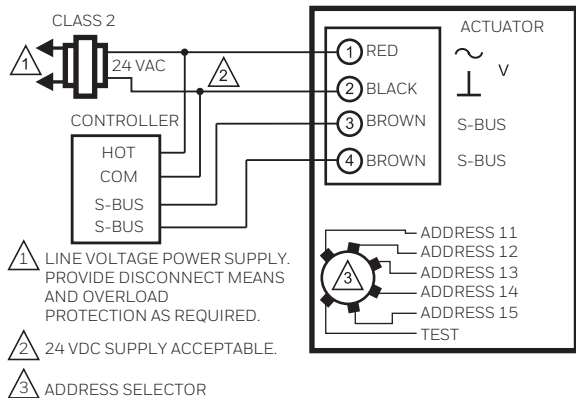 CLASS 2
24 VAC
1
2
CONTROLLER
HOT
COM
S-BUS
S-BUS
ACTUATOR
1 RED
2 BLACK
V
3 BROWN S-BUS
4 BROWN S-BUS
3
ADDRESS 11
ADDRESS 12
ADDRESS 13
ADDRESS 14
ADDRESS 15
TEST
1 LINE VOLTAGE POWER SUPPLY.
PROVIDE DISCONNECT MEANS
AND OVERLOAD
PROTECTION AS REQUIRED.
2 24 VDC SUPPLY ACCEPTABLE.
3 ADDRESS SELECTOR